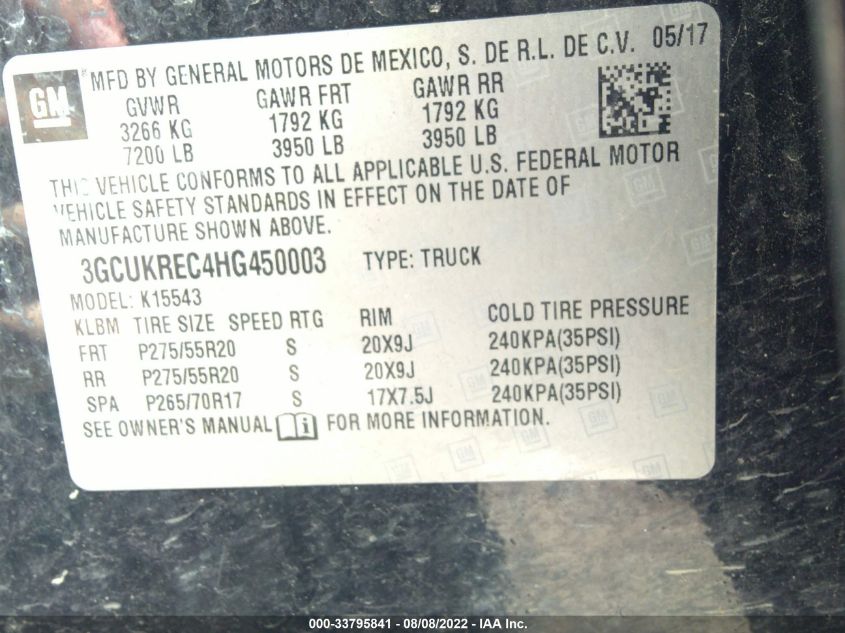 GM MFD BY GENERAL MOTORS DE MEXICO, S. DE R.L. DE C.V. 05/17
GVWR GAWR FRT GAWR RR
3266 KG 1792 KG 1792 KG
7200 LB 3950 LB 3950 LB
THIS VEHICLE CONFORMS TO ALL APPLICABLE U.S. FEDERAL MOTOR
VEHICLE SAFETY STANDARDS IN EFFECT ON THE DATE OF
MANUFACTURE SHOWN ABOVE.
3GCUKREC4HG450003 TYPE: TRUCK
MODEL: K15543
KLBM TIRE SIZE SPEED RTG RIM COLD TIRE PRESSURE
FRT P275/55R20 S 20X9J 240KPA(35PSI)
RR P275/55R20 S 20X9J 240KPA(35PSI)
SPA P265/70R17 S 17X7.5J 240KPA(35PSI)
SEE OWNER'S MANUAL FOR MORE INFORMATION.
000-33795841 - 08/08/2022 - IAA Inc.